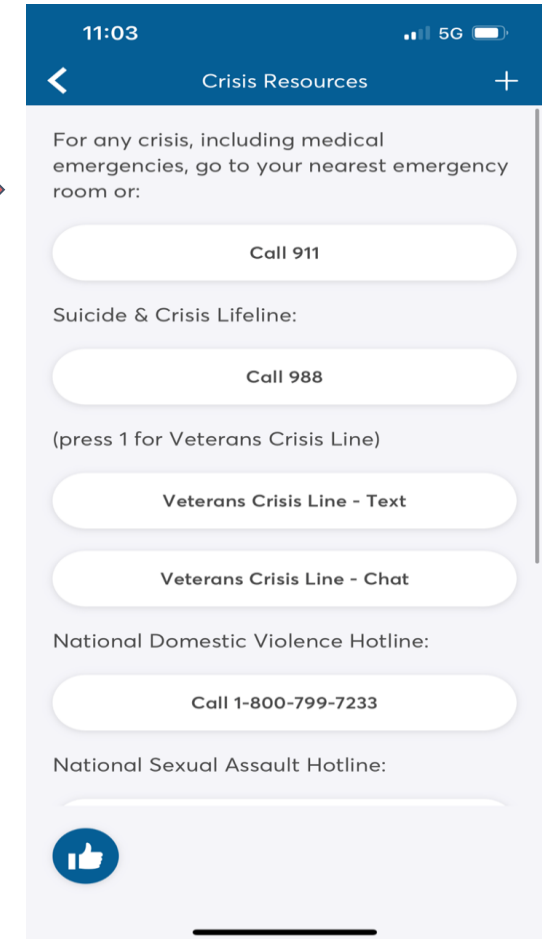 11:03
5G
Crisis Resources
For any crisis, including medical
emergencies, go to your nearest emergency
room or:
Call 911
Suicide & Crisis Lifeline:
Call 988
(press 1 for Veterans Crisis Line)
Veterans Crisis Line - Text
Veterans Crisis Line - Chat
National Domestic Violence Hotline:
Call 1-800-799-7233
National Sexual Assault Hotline: